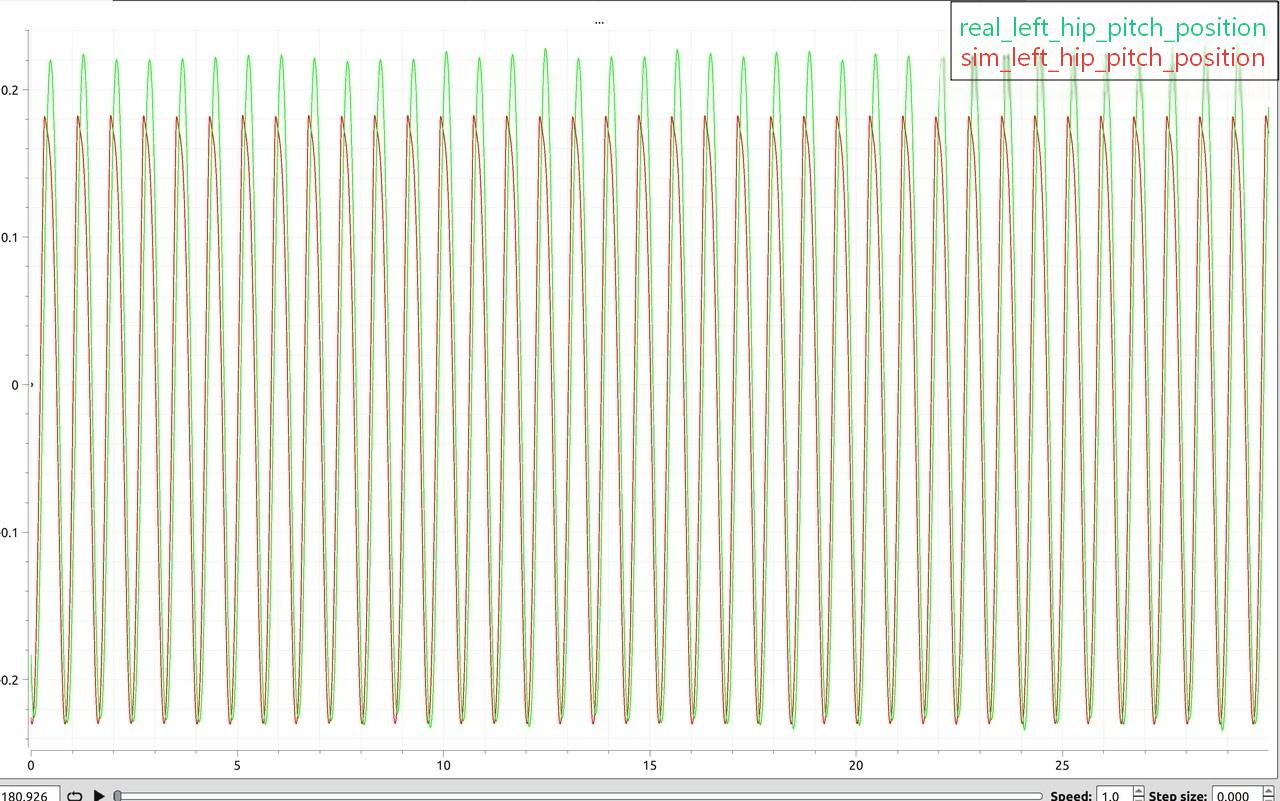 ...
real_left_hip_pitch_position
sim_left_hip_pitch_position
0.2
0.1
0
-0.1
-0.2
0 5 10 15 20 25
180.926 Speed: 1.0 Step size: 0.000